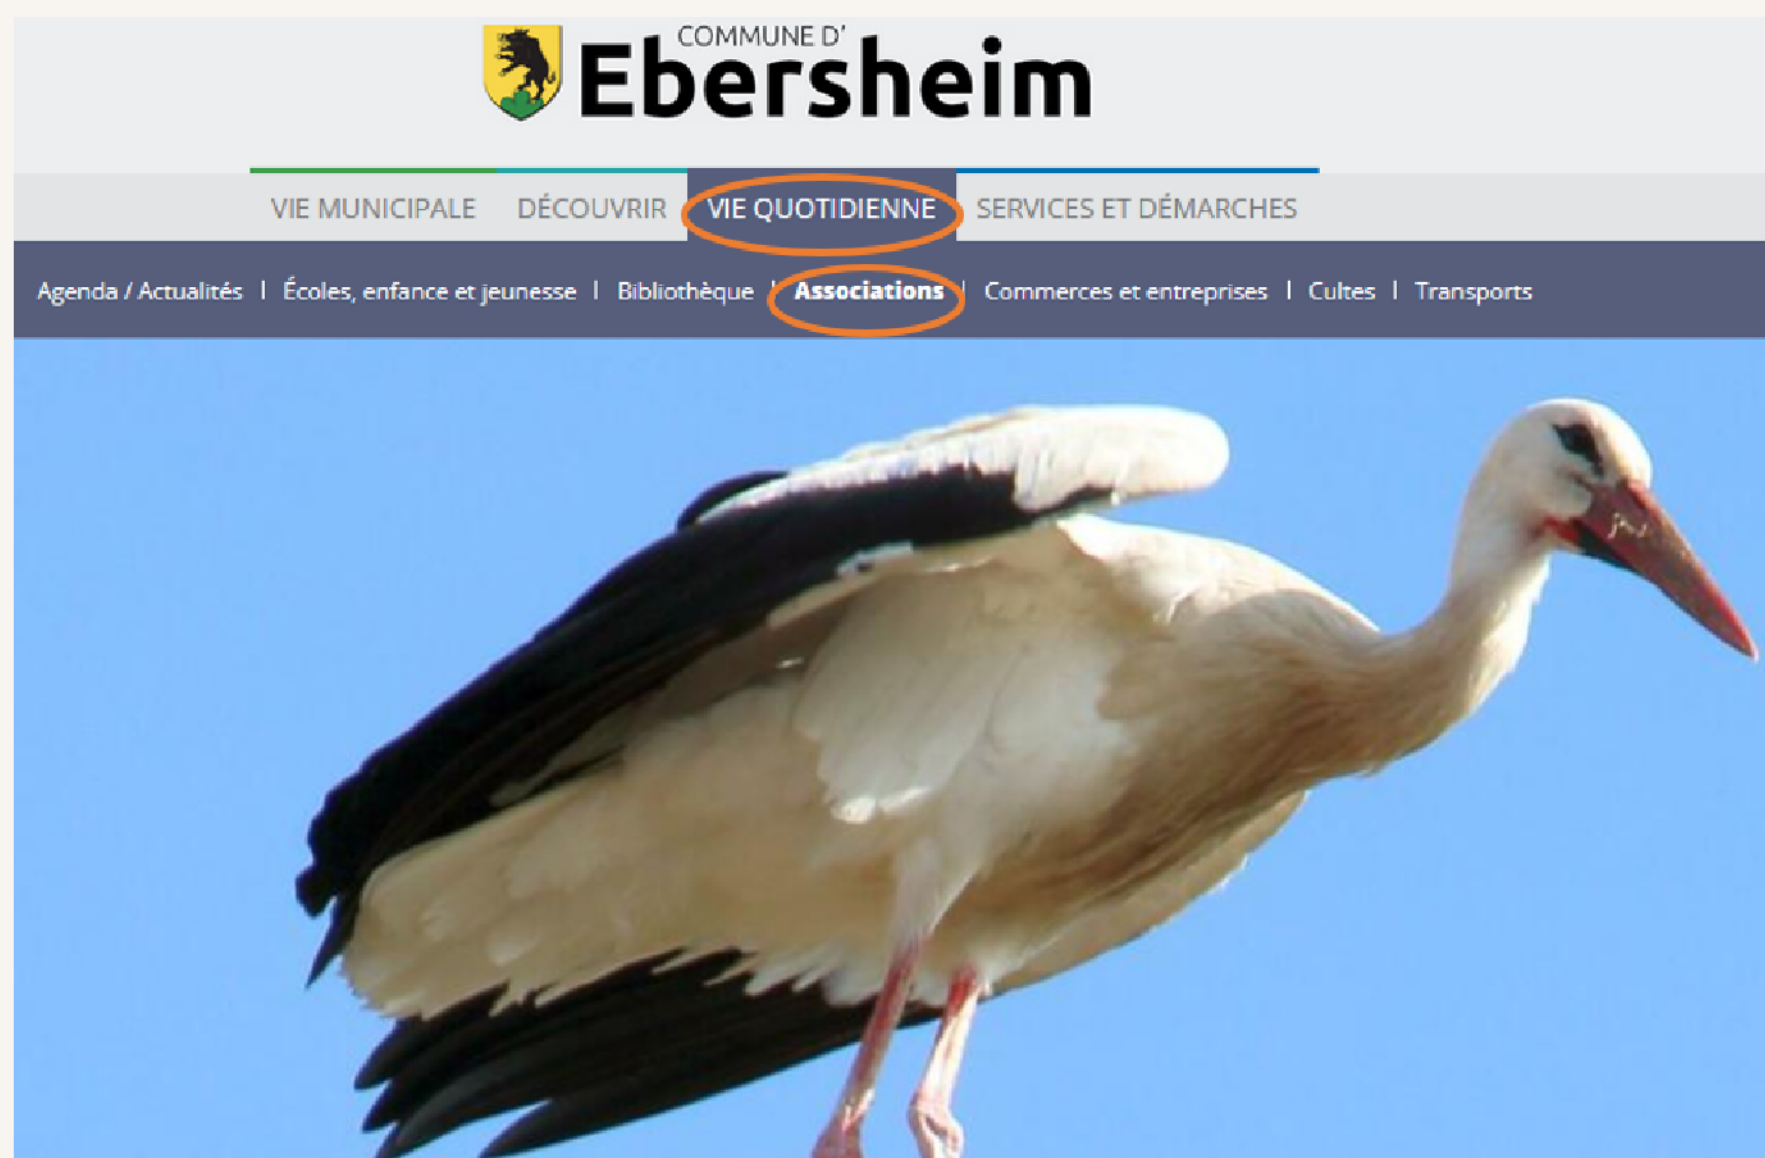 COMMUNE D'
Ebersheim
VIE MUNICIPALE DÉCOUVRIR VIE QUOTIDIENNE SERVICES ET DÉMARCHES
Agenda / Actualités | Écoles, enfance et jeunesse | Bibliothèque | Associations | Commerces et entreprises | Cultes | Transports